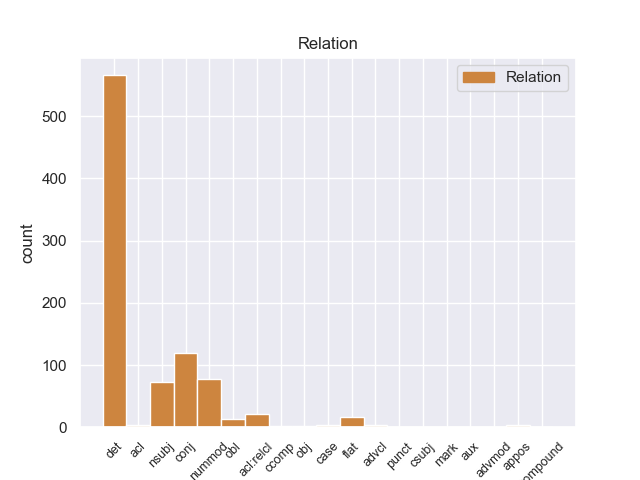 Relation
Relation
500
400
300
200
100
0
count
det
acl
nsubj
conj
nummod
obl
acl:relcl
ccomp
obj
case
flat
advcl
punct
csubj
mark
aux
advmod
appos
ompound